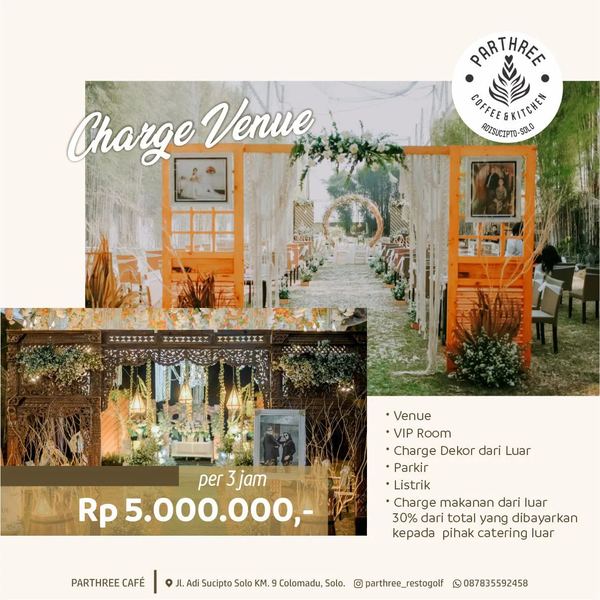 PARTHREE
COFFEE & KITCHEN
ADISUCIPTO-SOLO
Charge Venue
• Venue
• VIP Room
• Charge Dekor dari Luar
• Parkir
• Listrik
• Charge makanan dari luar
30% dari total yang dibayarkan
kepada pihak catering luar
per 3 jam
Rp 5.000.000,-
PARTHREE CAFÉ | Jl. Adi Sucipto Solo KM. 9 Colomadu, Solo. parthree_restogolf 087835592458